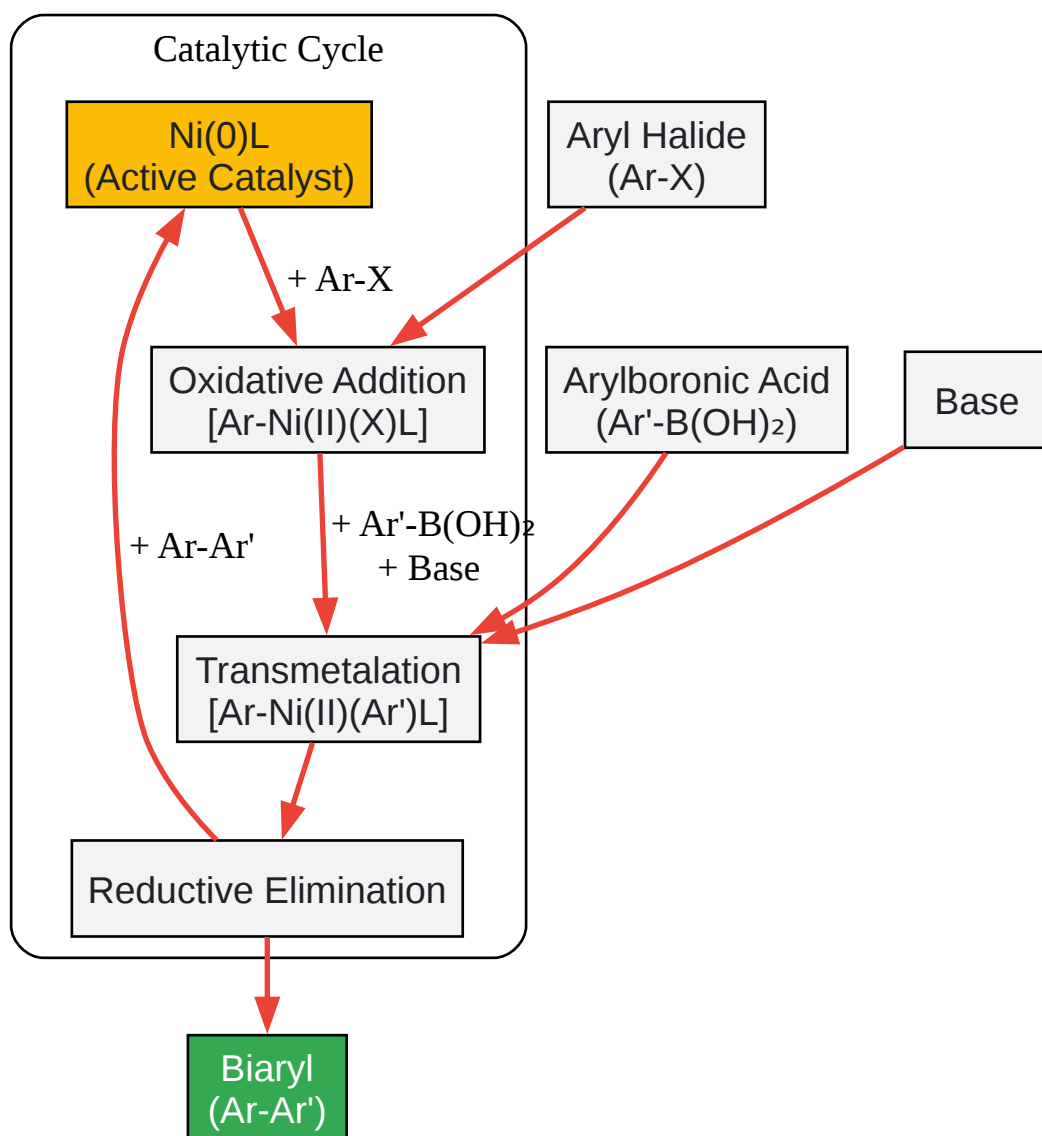 Catalytic Cycle
Ni(0)L
(Active Catalyst)
Aryl Halide
(Ar-X)
+ Ar-X
Oxidative Addition
[Ar-Ni(II)(X)L]
Arylboronic Acid
(Ar'-B(OH)₂)
Base
+ Ar-Ar'
+ Ar'-B(OH)₂
+ Base
Transmetalation
[Ar-Ni(II)(Ar')L]
Reductive Elimination
Biaryl
(Ar-Ar')